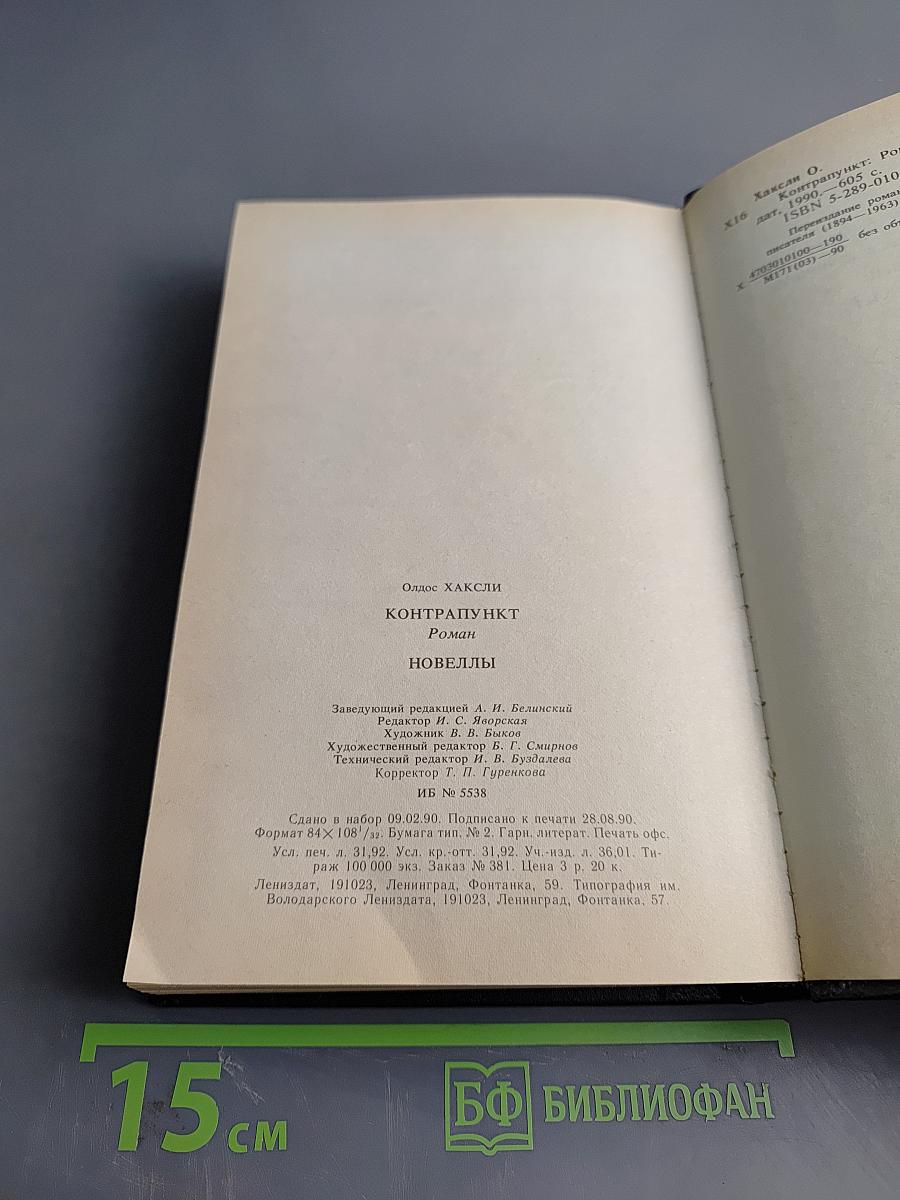 Олдос ХАКСЛИ
КОНТРАПУНКТ
Роман
НОВЕЛЛЫ
Заведующий редакцией А. И. Белинский
Редактор И. С. Яворская
Художник В. В. Быков
Художественный редактор Б. Г. Смирнов
Технический редактор И. В. Буздалева
Корректор Т. П. Гуренкова
ИБ № 5538
Сдано в набор 09.02.90. Подписано к печати 28.08.90.
Формат 84×108¹/₃₂. Бумага тип. № 2. Гарн. литерат. Печать офс.
Усл. печ. л. 31,92. Усл. кр.-отт. 31,92. Уч.-изд. л. 36,01. Ти-
раж 100 000 экз. Заказ № 381. Цена 3 р. 20 к.
Лениздат, 191023, Ленинград, Фонтанка, 59. Типография им.
Володарского Лениздата, 191023, Ленинград, Фонтанка, 57.
Хаксли О.
Х16 Контрапункт: Ро
дат, 1990.—605 с.
ISBN 5-289-010
Переиздание рома
писателя (1894—1963)
Х 4703010100—190 без об
М171(03)—90
15 см
БФ БИБЛИОФАН